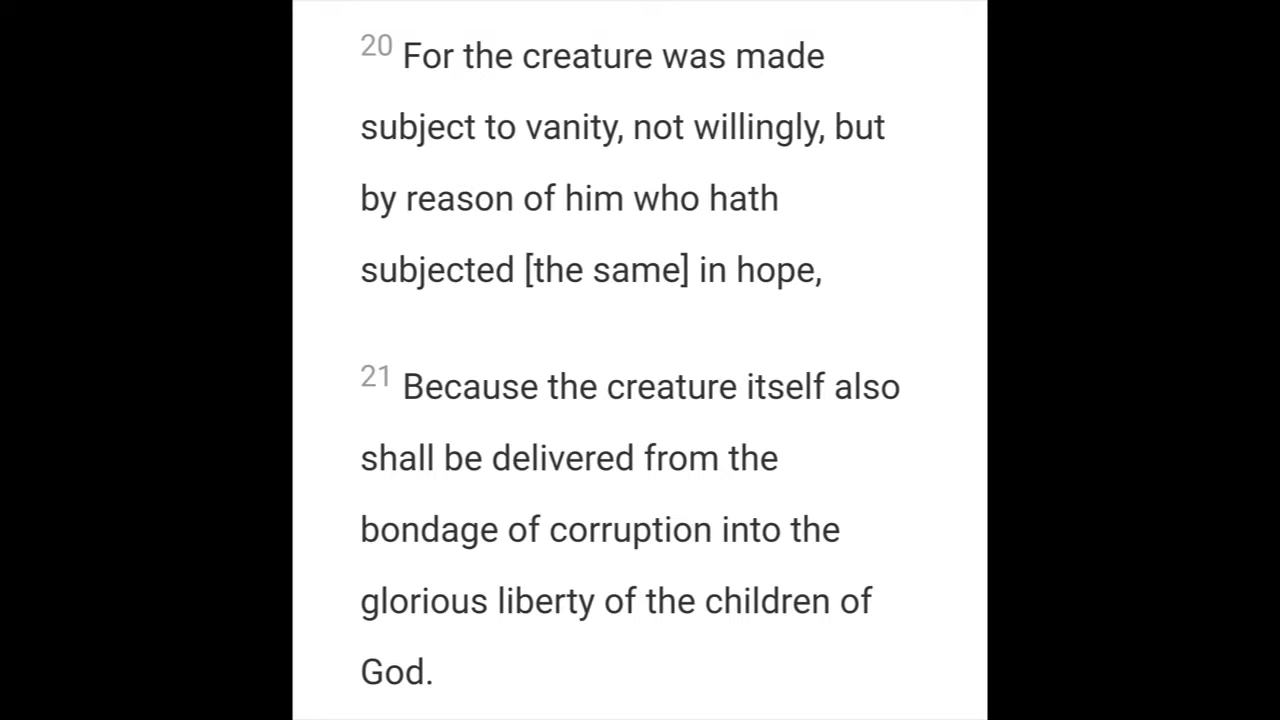 20 For the creature was made
subject to vanity, not willingly, but
by reason of him who hath
subjected [the same] in hope,
21 Because the creature itself also
shall be delivered from the
bondage of corruption into the
glorious liberty of the children of
God.